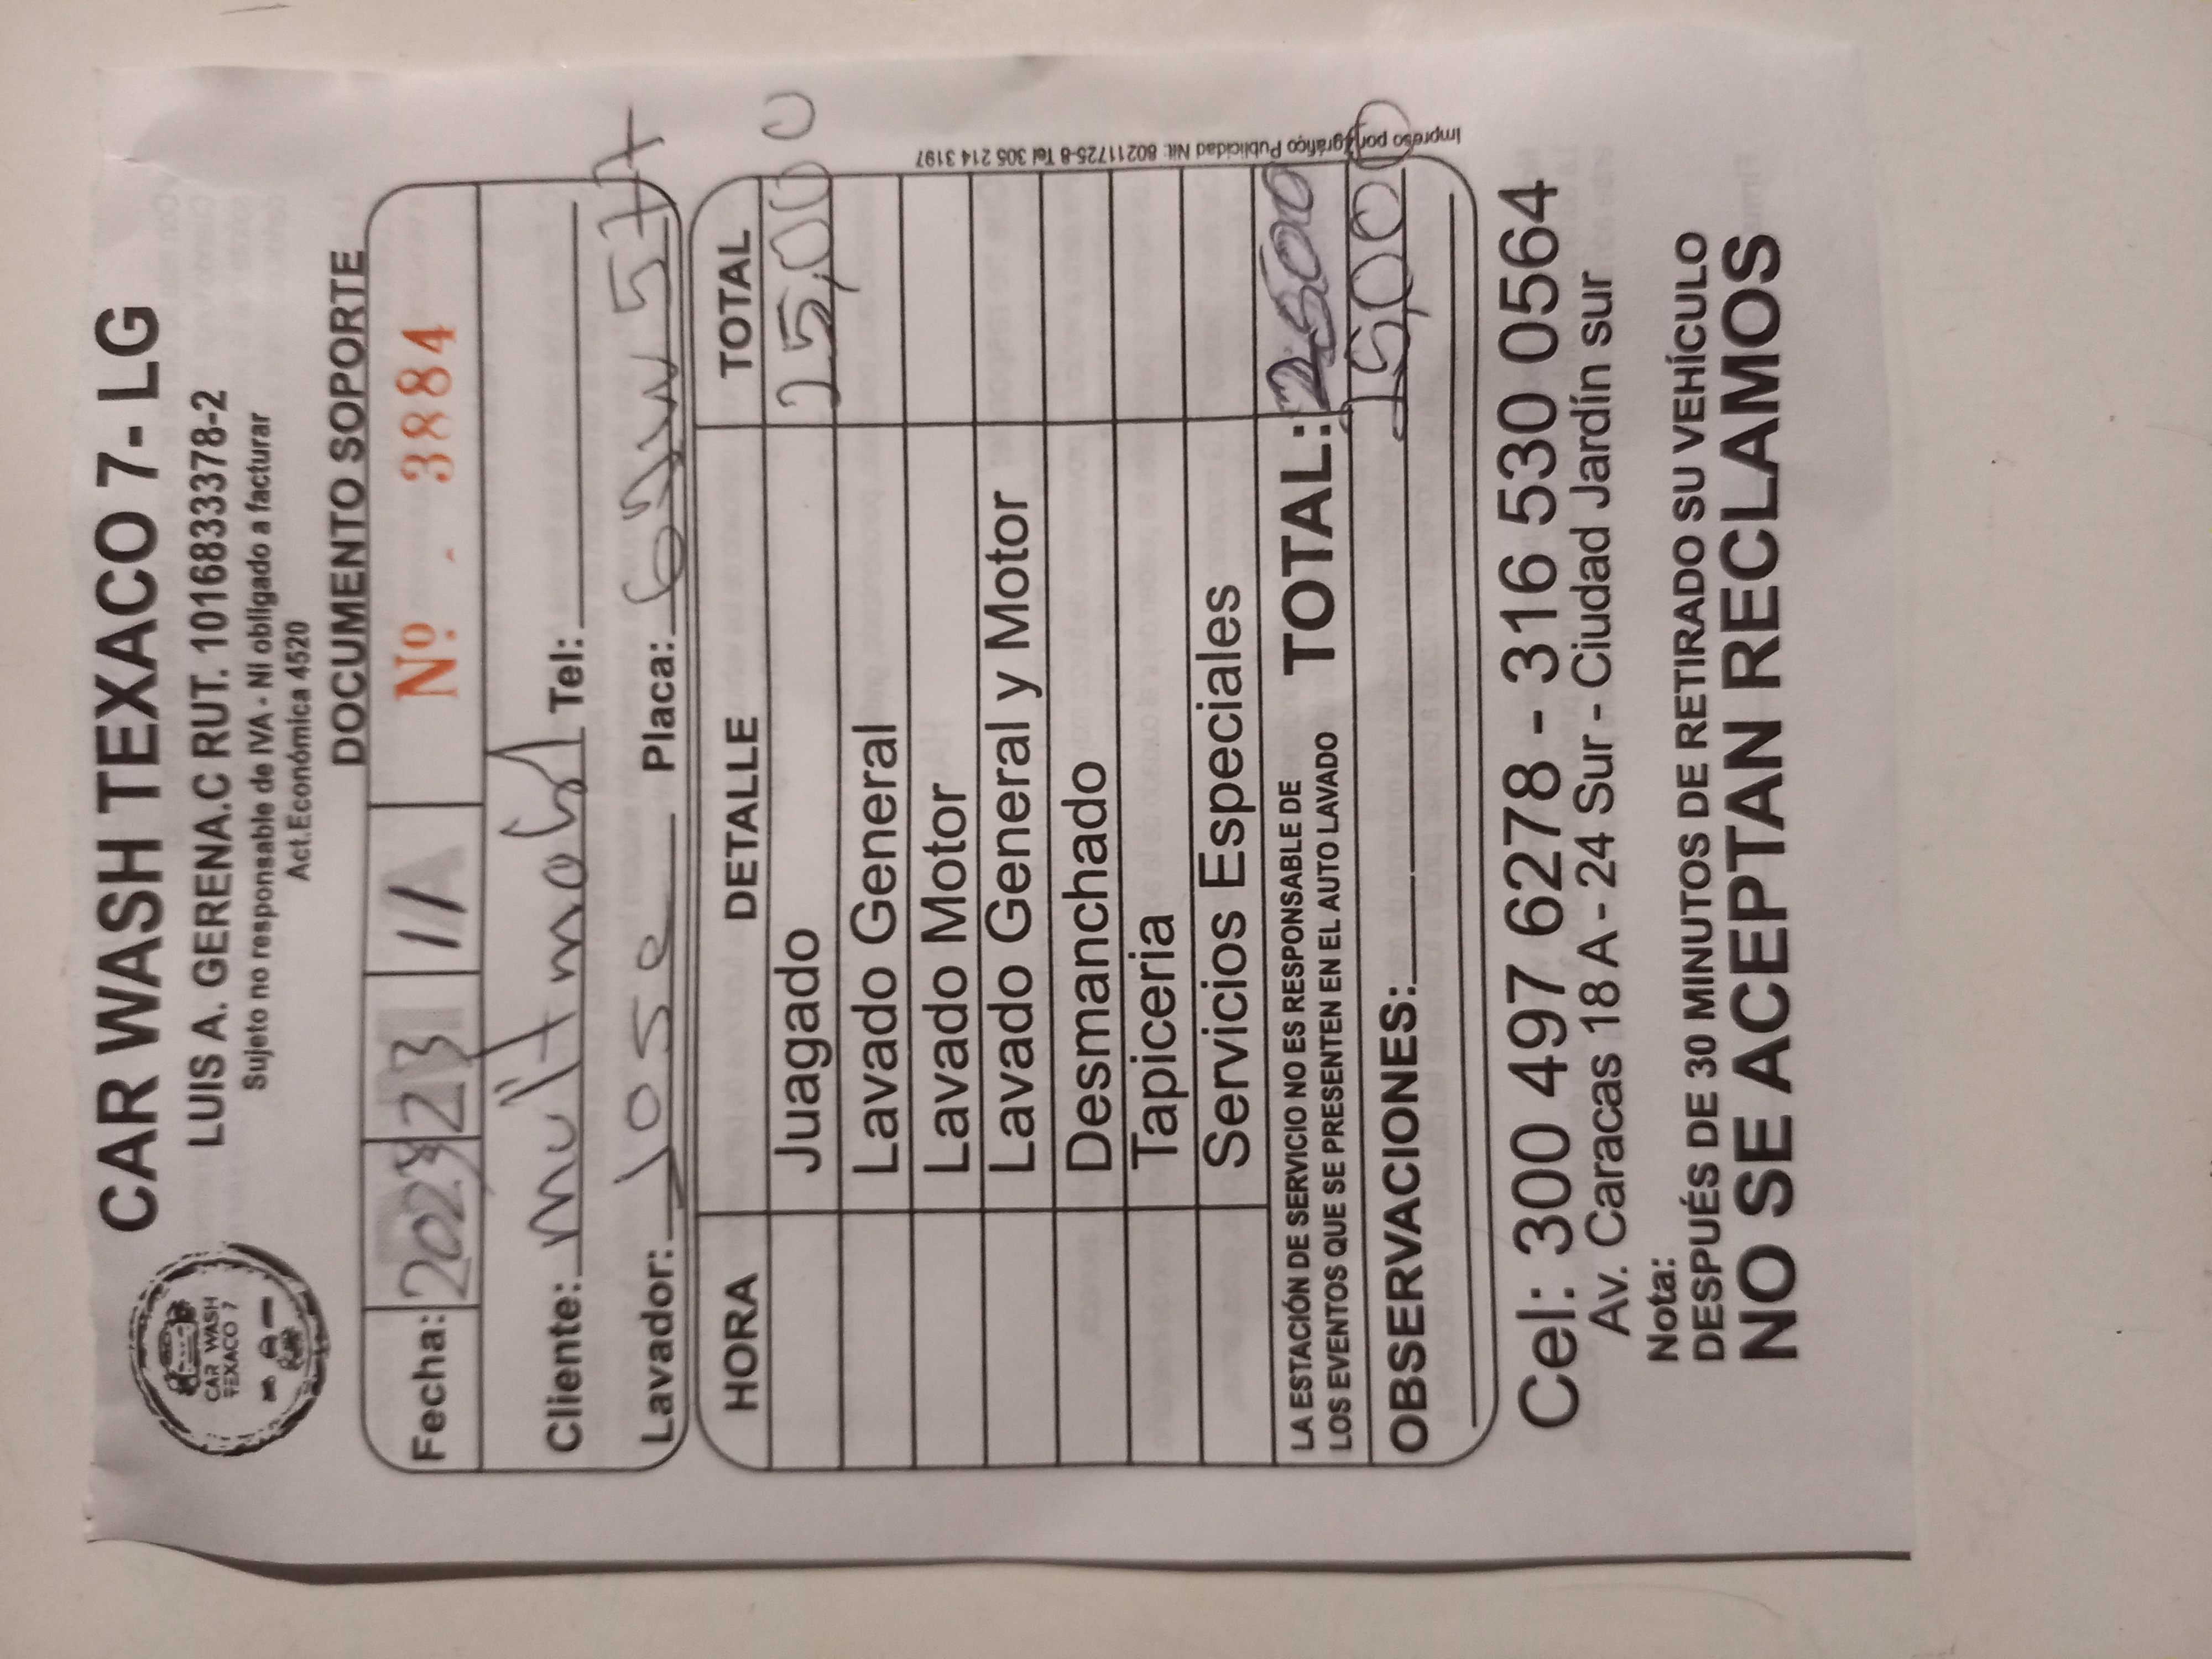 CAR WASH TEXACO 7
CAR WASH TEXACO 7- LG
LUIS A. GERENA.C RUT. 1016833378-2
Sujeto no responsable de IVA - Ni obligado a facturar
Act.Económica 4520
DOCUMENTO SOPORTE
Fecha: 2023 23 11 Nº. 3884
Cliente: Tel:
Lavador: Jose Placa:
HORA DETALLE TOTAL
Juagado 25,000
Lavado General
Lavado Motor
Lavado General y Motor
Desmanchado
Tapiceria
Servicios Especiales
LA ESTACIÓN DE SERVICIO NO ES RESPONSABLE DE
LOS EVENTOS QUE SE PRESENTEN EN EL AUTO LAVADO
TOTAL:
25,000
OBSERVACIONES:
Cel: 300 497 6278 - 316 530 0564
Av. Caracas 18 A - 24 Sur - Ciudad Jardín sur
Nota:
DESPUÉS DE 30 MINUTOS DE RETIRADO SU VEHÍCULO
NO SE ACEPTAN RECLAMOS
Impreso por gráfico Publicidad Nit: 80211725-8 Tel 305 214 3197